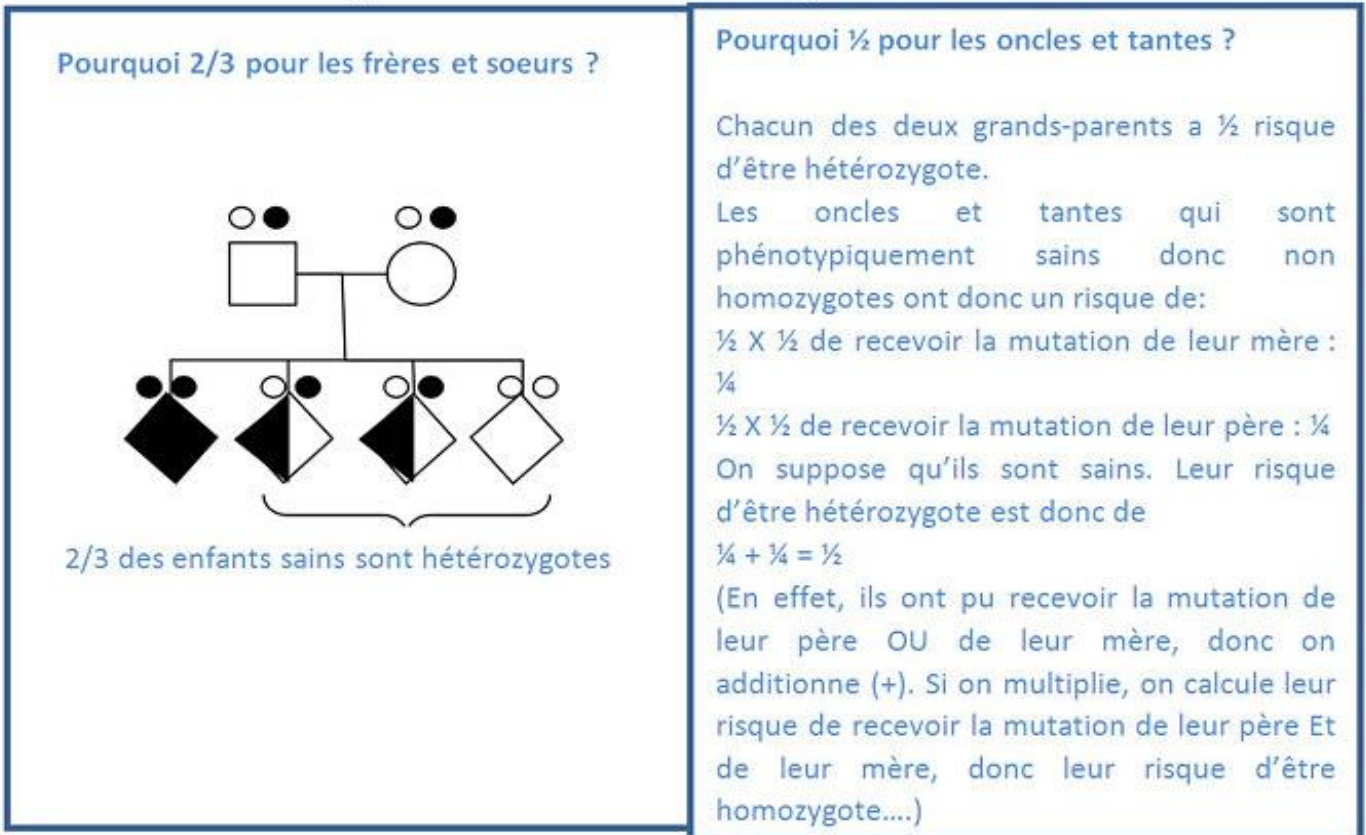 Pourquoi 2/3 pour les frères et soeurs ?
2/3 des enfants sains sont hétérozygotes
Pourquoi ½ pour les oncles et tantes ?
Chacun des deux grands-parents a ½ risque
d'être hétérozygote.
Les oncles et tantes qui sont
phénotypiquement sains donc non
homozygotes ont donc un risque de:
½ X ½ de recevoir la mutation de leur mère :
¼
½ X ½ de recevoir la mutation de leur père : ¼
On suppose qu'ils sont sains. Leur risque
d'être hétérozygote est donc de
¼ + ¼ = ½
(En effet, ils ont pu recevoir la mutation de
leur père OU de leur mère, donc on
additionne (+). Si on multiplie, on calcule leur
risque de recevoir la mutation de leur père Et
de leur mère, donc leur risque d'être
homozygote....)